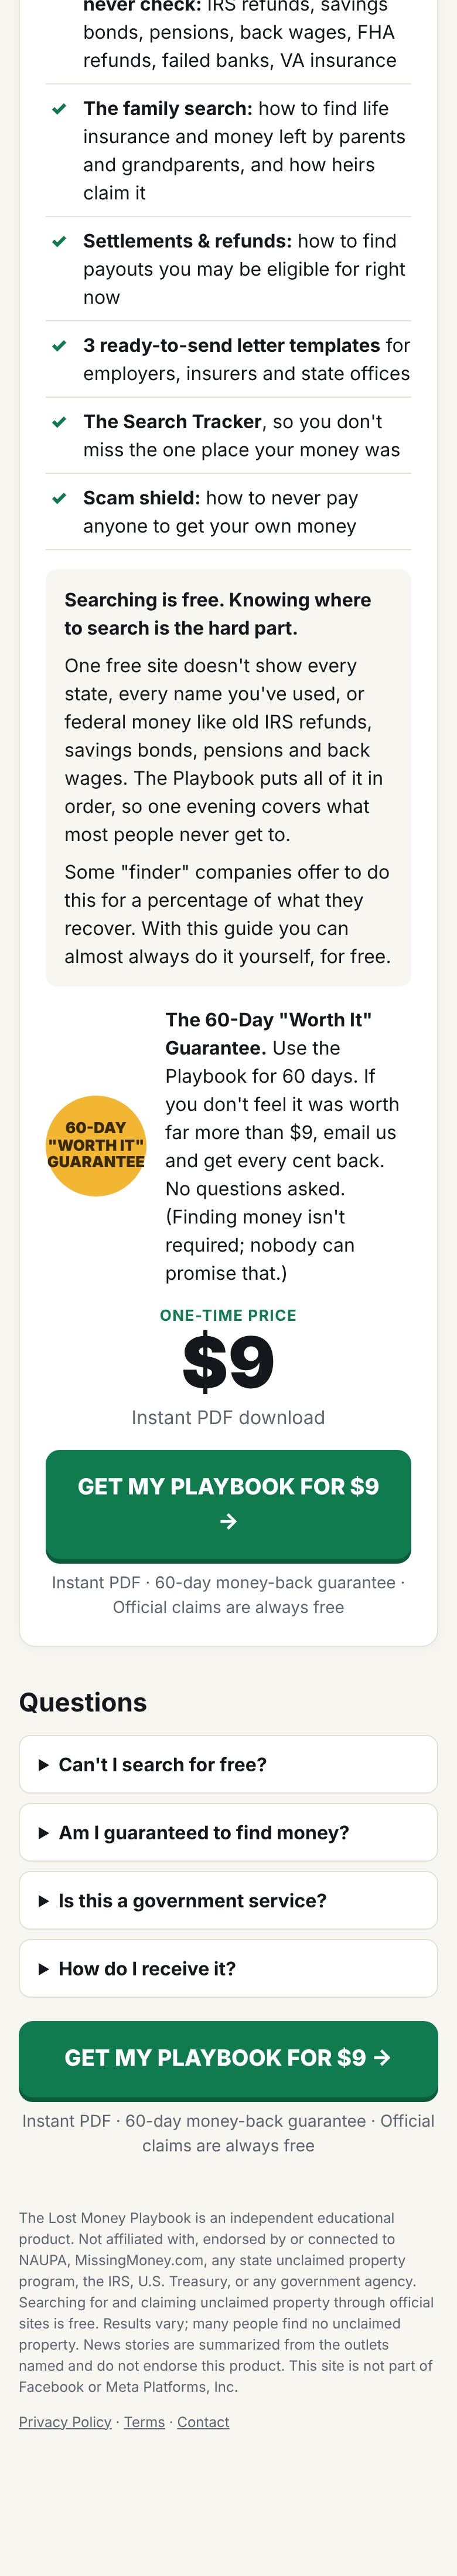 never check: IRS refunds, savings
bonds, pensions, back wages, FHA
refunds, failed banks, VA insurance
The family search: how to find life
insurance and money left by parents
and grandparents, and how heirs
claim it
Settlements & refunds: how to find
payouts you may be eligible for right
now
3 ready-to-send letter templates for
employers, insurers and state offices
The Search Tracker, so you don't
miss the one place your money was
Scam shield: how to never pay
anyone to get your own money
Searching is free. Knowing where
to search is the hard part.
One free site doesn't show every
state, every name you've used, or
federal money like old IRS refunds,
savings bonds, pensions and back
wages. The Playbook puts all of it in
order, so one evening covers what
most people never get to.
Some "finder" companies offer to do
this for a percentage of what they
recover. With this guide you can
almost always do it yourself, for free.
60-DAY
"WORTH IT"
GUARANTEE
The 60-Day "Worth It"
Guarantee. Use the
Playbook for 60 days. If
you don't feel it was worth
far more than $9, email us
and get every cent back.
No questions asked.
(Finding money isn't
required; nobody can
promise that.)
ONE-TIME PRICE
$9
Instant PDF download
GET MY PLAYBOOK FOR $9
→
Instant PDF · 60-day money-back guarantee ·
Official claims are always free
Questions
Can't I search for free?
Am I guaranteed to find money?
Is this a government service?
How do I receive it?
GET MY PLAYBOOK FOR $9 →
Instant PDF · 60-day money-back guarantee · Official
claims are always free
The Lost Money Playbook is an independent educational
product. Not affiliated with, endorsed by or connected to
NAUPA, MissingMoney.com, any state unclaimed property
program, the IRS, U.S. Treasury, or any government agency.
Searching for and claiming unclaimed property through official
sites is free. Results vary; many people find no unclaimed
property. News stories are summarized from the outlets
named and do not endorse this product. This site is not part of
Facebook or Meta Platforms, Inc.
Privacy Policy · Terms · Contact